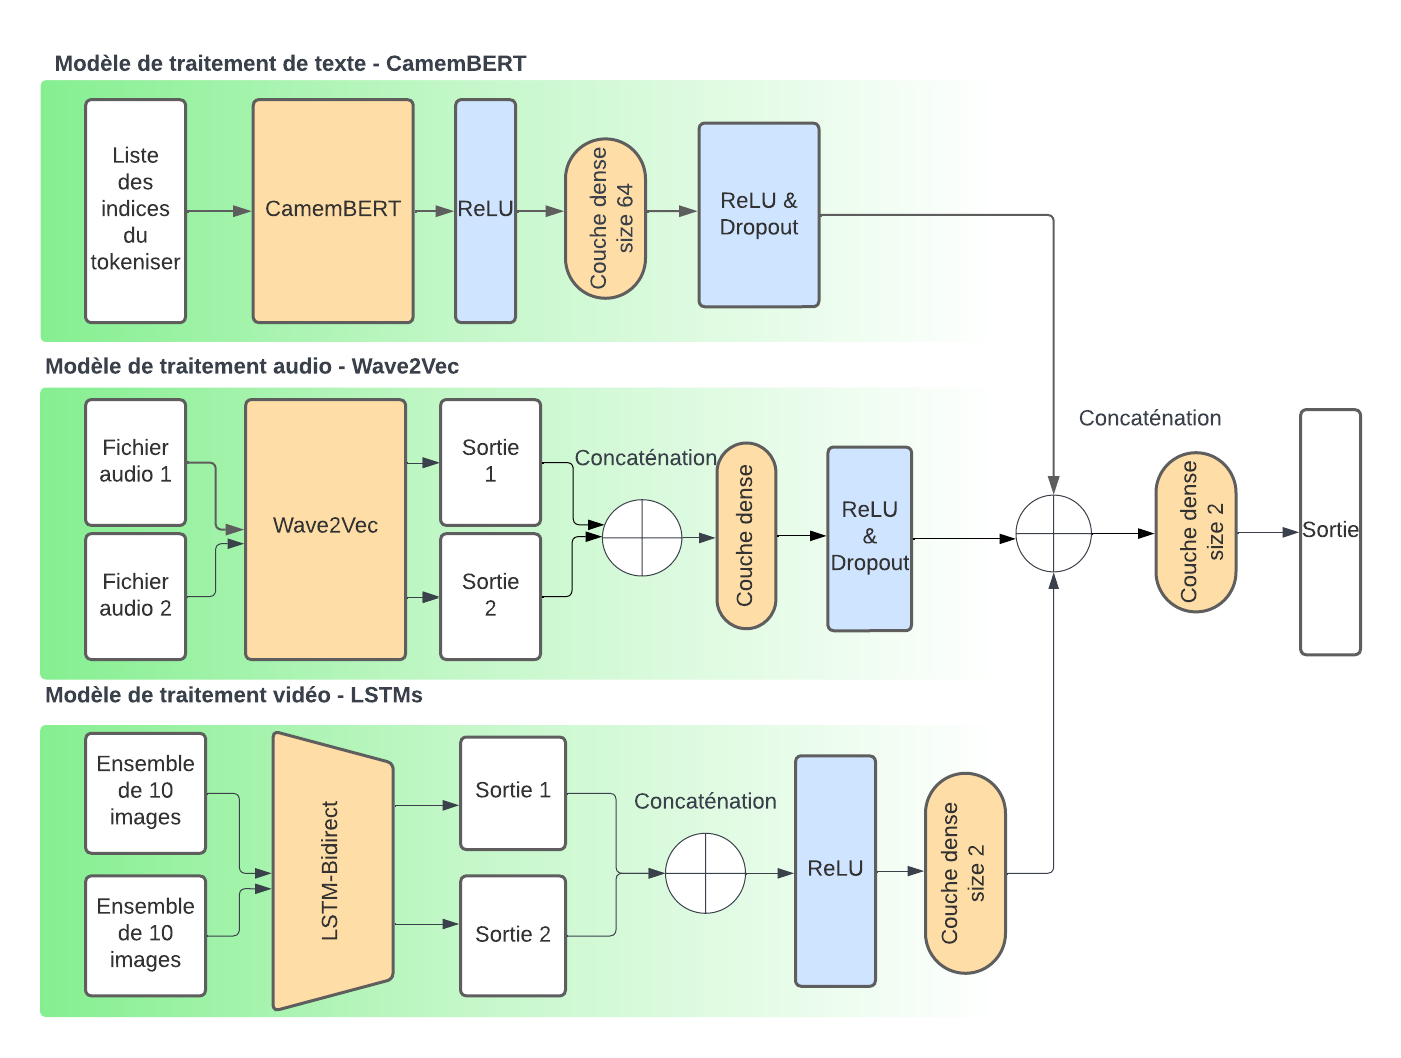 Modèle de traitement de texte - CamemBERT
Liste
des
indices
du
tokeniser
CamemBERT
ReLU
Couche dense
size 64
ReLU &
Dropout
Modèle de traitement audio - Wave2Vec
Fichier
audio 1
Fichier
audio 2
Wave2Vec
Sortie
1
Sortie
2
Concaténation
Couche dense
ReLU
&
Dropout
Concaténation
Couche dense
size 2
Sortie
Modèle de traitement vidéo - LSTMs
Ensemble
de 10
images
Ensemble
de 10
images
LSTM-Bidirect
Sortie 1
Sortie 2
Concaténation
ReLU
Couche dense
size 2